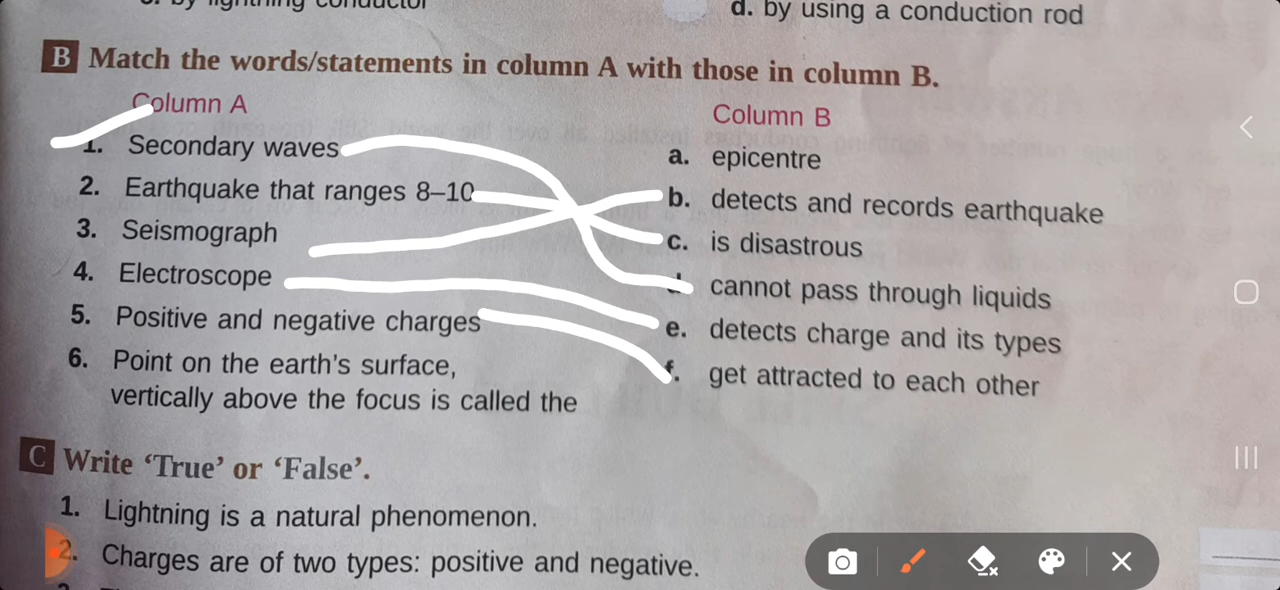 by lightning conductor
d. by using a conduction rod
B Match the words/statements in column A with those in column B.
Column A
1. Secondary waves
2. Earthquake that ranges 8–10
3. Seismograph
4. Electroscope
5. Positive and negative charges
6. Point on the earth's surface,
vertically above the focus is called the
Column B
a. epicentre
b. detects and records earthquake
c. is disastrous
cannot pass through liquids
e. detects charge and its types
f. get attracted to each other
C Write ‘True’ or ‘False’.
1. Lightning is a natural phenomenon.
2. Charges are of two types: positive and negative.